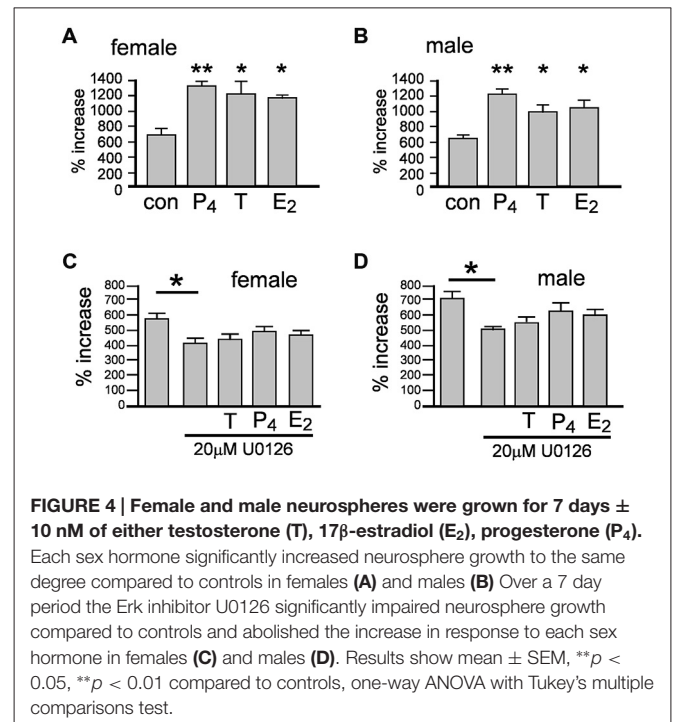 A
female
** * *
% increase
1400
1200
1000
800
600
400
200
0
con P₄ T E₂
B
male
** * *
% increase
1400
1200
1000
800
600
400
200
0
con P₄ T E₂
C
female
*
% increase
800
700
600
500
400
300
200
100
0
T P₄ E₂
20µM U0126
D
male
*
% increase
800
700
600
500
400
300
200
100
0
T P₄ E₂
20µM U0126
FIGURE 4 | Female and male neurospheres were grown for 7 days ±
10 nM of either testosterone (T), 17β-estradiol (E₂), progesterone (P₄).
Each sex hormone significantly increased neurosphere growth to the same
degree compared to controls in females (A) and males (B) Over a 7 day
period the Erk inhibitor U0126 significantly impaired neurosphere growth
compared to controls and abolished the increase in response to each sex
hormone in females (C) and males (D). Results show mean ± SEM, **p <
0.05, **p < 0.01 compared to controls, one-way ANOVA with Tukey's multiple
comparisons test.